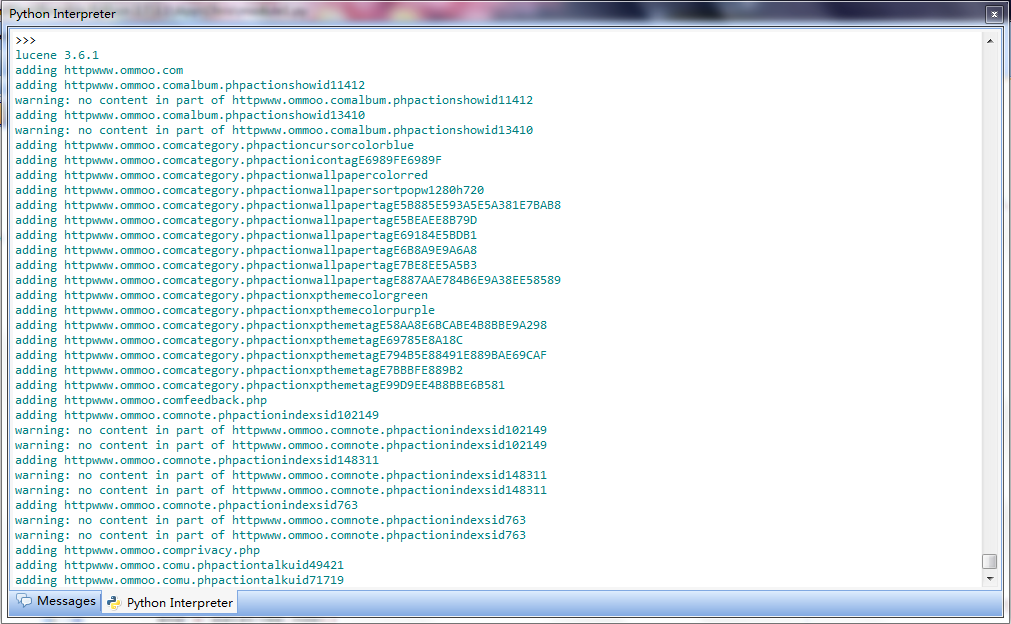 Python Interpreter
>>>
lucene 3.6.1
adding httpwww.ommoo.com
adding httpwww.ommoo.comalbum.phpactionshowid11412
warning: no content in part of httpwww.ommoo.comalbum.phpactionshowid11412
adding httpwww.ommoo.comalbum.phpactionshowid13410
warning: no content in part of httpwww.ommoo.comalbum.phpactionshowid13410
adding httpwww.ommoo.comcategory.phpactioncursorcolorblue
adding httpwww.ommoo.comcategory.phpactionicontagE6989FE6989F
adding httpwww.ommoo.comcategory.phpactionwallpapercolorred
adding httpwww.ommoo.comcategory.phpactionwallpapersortpopw1280h720
adding httpwww.ommoo.comcategory.phpactionwallpapertagE5B885E593A5E5A381E7BAB8
adding httpwww.ommoo.comcategory.phpactionwallpapertagE5BEAEE8B79D
adding httpwww.ommoo.comcategory.phpactionwallpapertagE69184E5BDB1
adding httpwww.ommoo.comcategory.phpactionwallpapertagE6B8A9E9A6A8
adding httpwww.ommoo.comcategory.phpactionwallpapertagE7BE8EE5A5B3
adding httpwww.ommoo.comcategory.phpactionwallpapertagE887AAE784B6E9A38EE58589
adding httpwww.ommoo.comcategory.phpactionxpthemecolorgreen
adding httpwww.ommoo.comcategory.phpactionxpthemecolorpurple
adding httpwww.ommoo.comcategory.phpactionxpthemetagE58AA8E6BCABE4B8BBE9A298
adding httpwww.ommoo.comcategory.phpactionxpthemetagE69785E8A18C
adding httpwww.ommoo.comcategory.phpactionxpthemetagE794B5E88491E889BAE69CAF
adding httpwww.ommoo.comcategory.phpactionxpthemetagE7BBBFE889B2
adding httpwww.ommoo.comcategory.phpactionxpthemetagE99D9EE4B8BBE6B581
adding httpwww.ommoo.comfeedback.php
adding httpwww.ommoo.comnote.phpactionindexsid102149
warning: no content in part of httpwww.ommoo.comnote.phpactionindexsid102149
warning: no content in part of httpwww.ommoo.comnote.phpactionindexsid102149
adding httpwww.ommoo.comnote.phpactionindexsid148311
warning: no content in part of httpwww.ommoo.comnote.phpactionindexsid148311
warning: no content in part of httpwww.ommoo.comnote.phpactionindexsid148311
adding httpwww.ommoo.comnote.phpactionindexsid763
warning: no content in part of httpwww.ommoo.comnote.phpactionindexsid763
warning: no content in part of httpwww.ommoo.comnote.phpactionindexsid763
adding httpwww.ommoo.comprivacy.php
adding httpwww.ommoo.comu.phpactiontalkuid49421
adding httpwww.ommoo.comu.phpactiontalkuid71719
Messages Python Interpreter